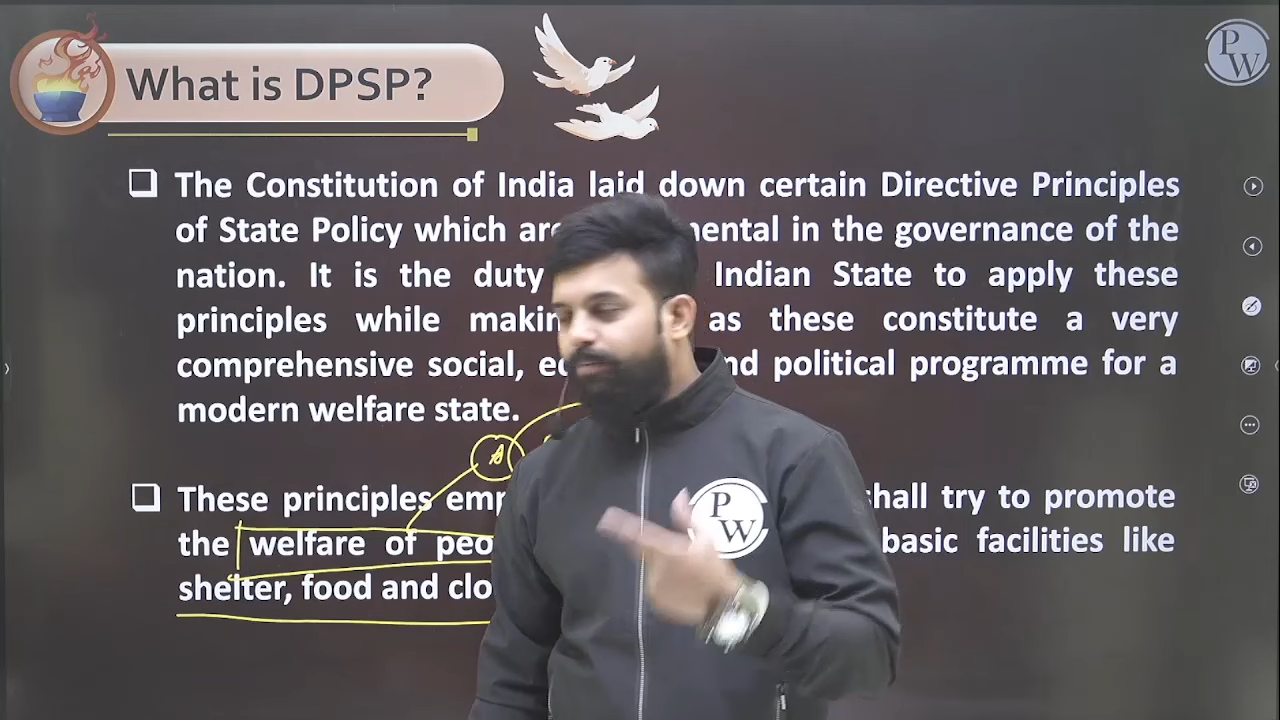 What is DPSP?
P
W
The Constitution of India laid down certain Directive Principles
of State Policy which are mental in the governance of the
nation. It is the duty Indian State to apply these
principles while makin as these constitute a very
comprehensive social, ec nd political programme for a
modern welfare state.
A
These principles emp shall try to promote
the welfare of peo basic facilities like
shelter, food and clo
P
W